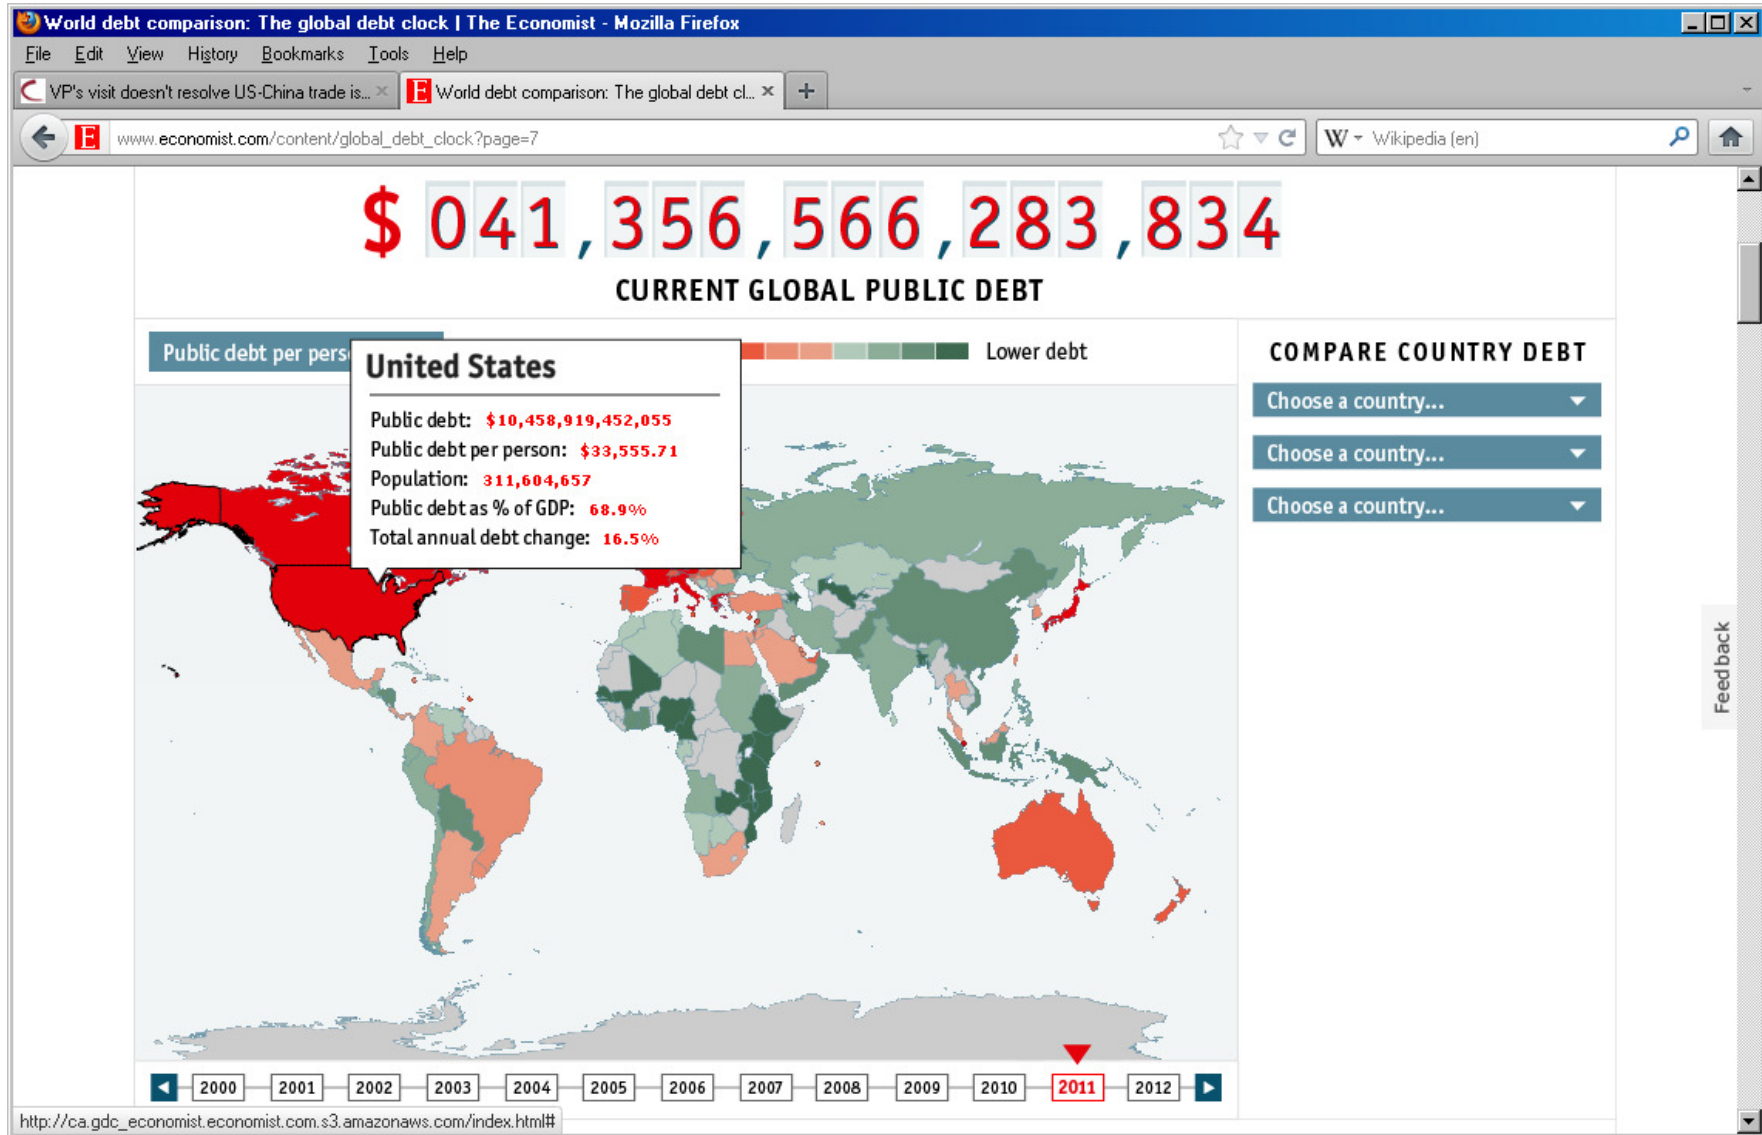 World debt comparison: The global debt clock | The Economist - Mozilla Firefox
File Edit View History Bookmarks Tools Help
VP's visit doesn't resolve US-China trade is...
World debt comparison: The global debt cl...
www.economist.com/content/global_debt_clock?page=7
Wikipedia (en)
$ 041,356,566,283,834
CURRENT GLOBAL PUBLIC DEBT
Public debt per pers
Lower debt
COMPARE COUNTRY DEBT
United States
Public debt: $10,458,919,452,055
Public debt per person: $33,555.71
Population: 311,604,657
Public debt as % of GDP: 68.9%
Total annual debt change: 16.5%
Choose a country...
Choose a country...
Choose a country...
Feedback
2000 2001 2002 2003 2004 2005 2006 2007 2008 2009 2010 2011 2012
http://ca.gdc_economist.economist.com.s3.amazonaws.com/index.html#